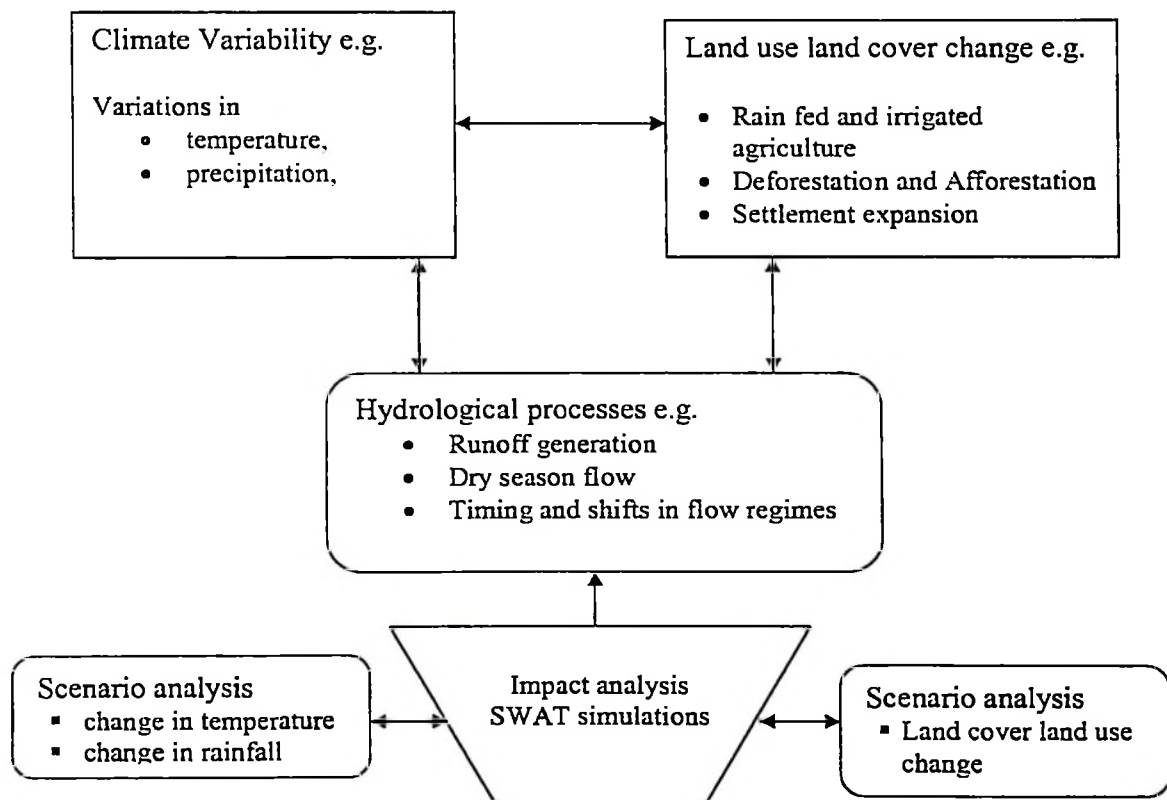 Climate Variability e.g.
Variations in
• temperature,
• precipitation,
Land use land cover change e.g.
• Rain fed and irrigated
agriculture
• Deforestation and Afforestation
• Settlement expansion
Hydrological processes e.g.
• Runoff generation
• Dry season flow
• Timing and shifts in flow regimes
Scenario analysis
▪ change in temperature
▪ change in rainfall
Impact analysis
SWAT simulations
Scenario analysis
▪ Land cover land use
change